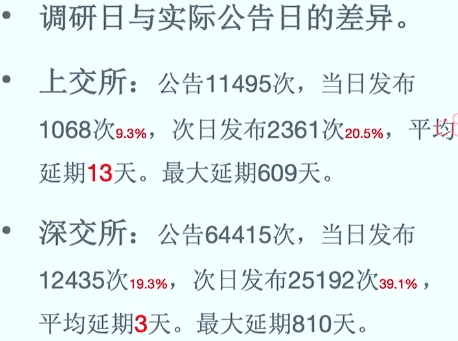 • 调研日与实际公告日的差异。
• 上交所：公告11495次，当日发布
1068次9.3%，次日发布2361次20.5%，平均
延期13天。最大延期609天。
• 深交所：公告64415次，当日发布
12435次19.3%，次日发布25192次39.1%，
平均延期3天。最大延期810天。